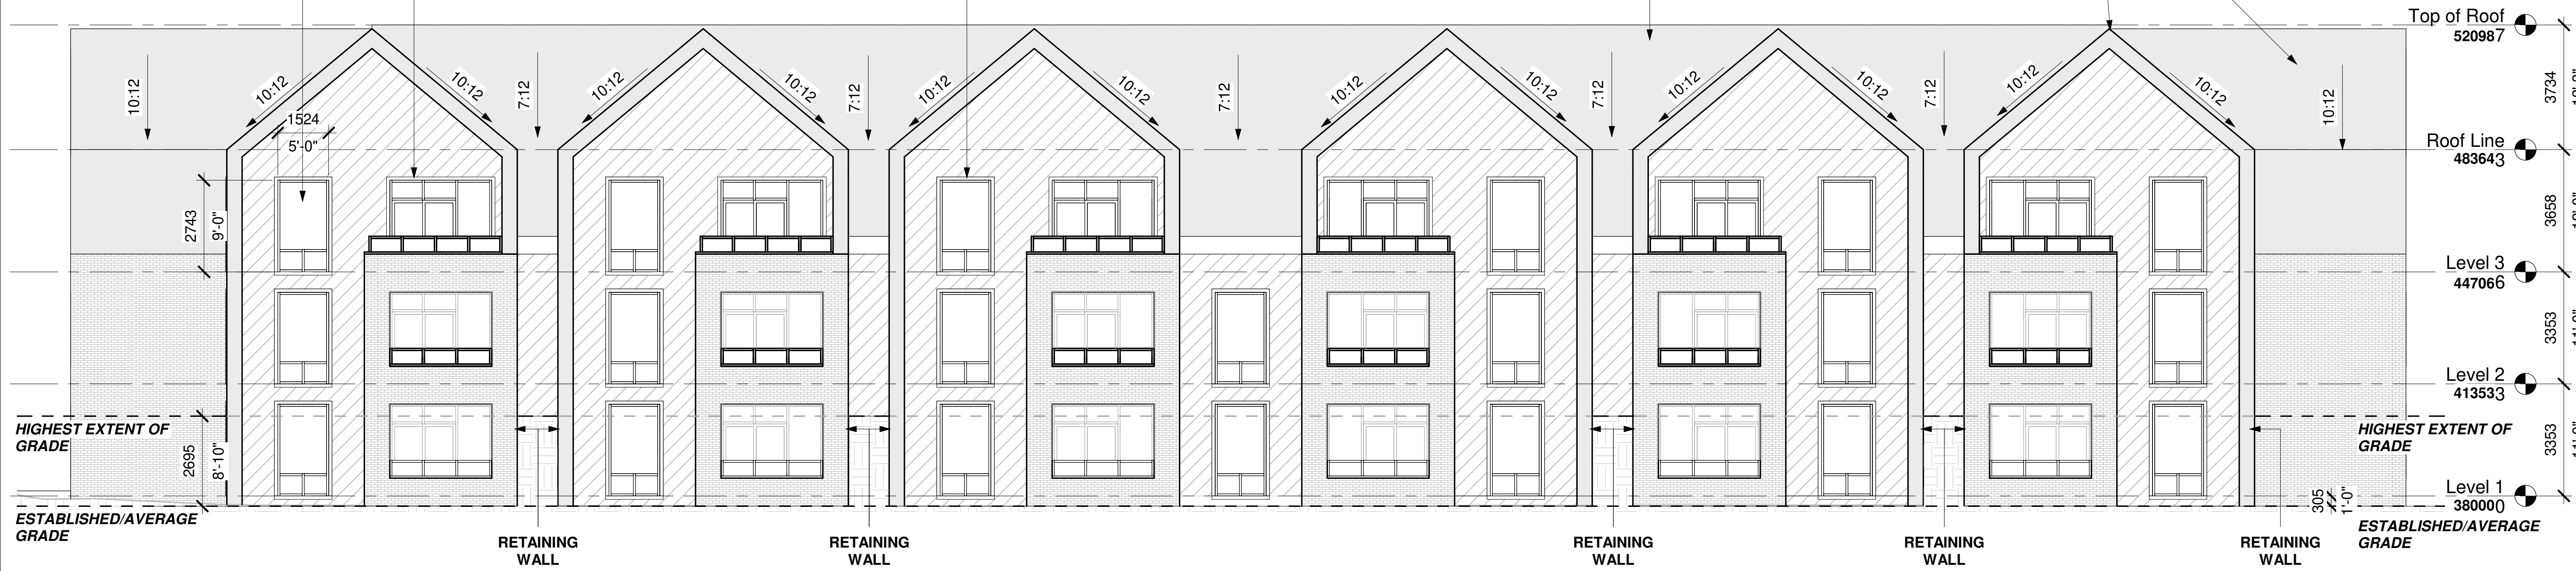 Top of Roof
520987
10:12
10:12
10:12
7:12
10:12
10:12
7:12
10:12
10:12
7:12
10:12
10:12
7:12
10:12
10:12
7:12
10:12
10:12
10:12
3734
1524
5'-0"
Roof Line
483643
2743
9'-0"
3658
Level 3
447066
3353
Level 2
413533
HIGHEST EXTENT OF
GRADE
2695
8'-10"
HIGHEST EXTENT OF
GRADE
3353
Level 1
380000
305
1'-0"
ESTABLISHED/AVERAGE
GRADE
ESTABLISHED/AVERAGE
GRADE
RETAINING
WALL
RETAINING
WALL
RETAINING
WALL
RETAINING
WALL
RETAINING
WALL